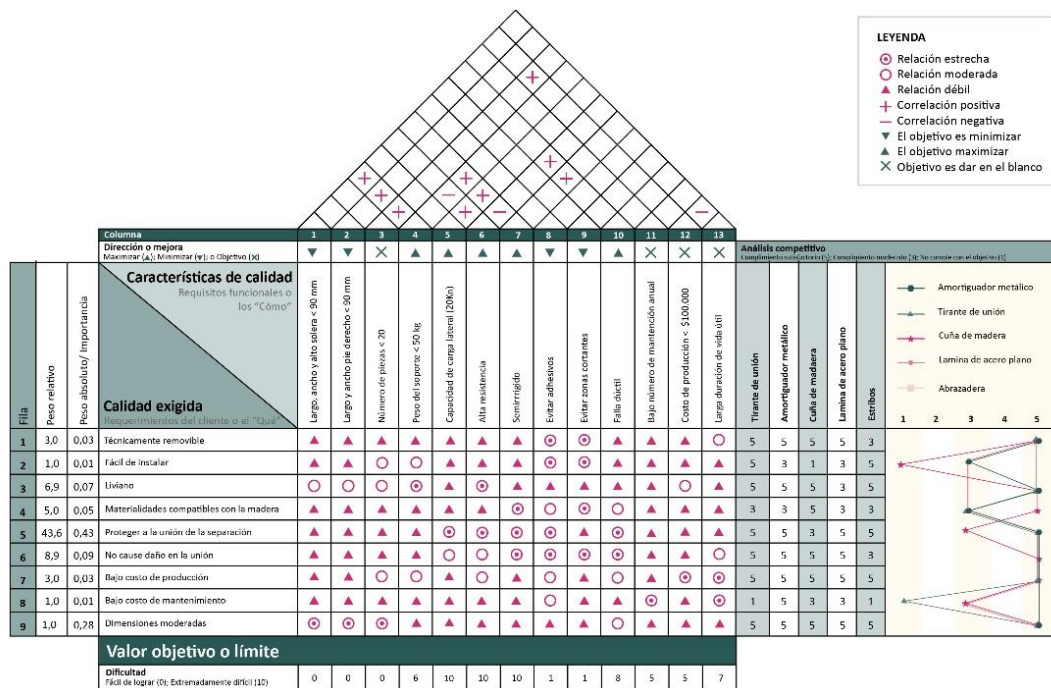 LEYENDA
Relación estrecha
Relación moderada
Relación débil
Correlación positiva
Correlación negativa
El objetivo es minimizar
El objetivo maximizar
Objetivo es dar en el blanco
Columna 1 2 3 4 5 6 7 8 9 10 11 12 13
Dirección o mejora
Maximizar (▲); Minimizar (▼); o Objetivo (X)
Análisis competitivo
Cumplimiento satisfactorio (5); Cumplimiento moderado (3); No cumple con el objetivo (1)
Características de calidad
Requisitos funcionales o
los "Cómo"
Calidad exigida
Requerimientos del cliente o el "Qué"
Fila
Peso relativo
Peso absoluto/ Importancia
Largo, ancho y alto solera < 90 mm
Largo y ancho pie derecho < 90 mm
Número de piezas < 20
Peso del soporte < 50 kg
Capacidad de carga lateral (20Kn)
Alta resistencia
Semirrígido
Evitar adhesivos
Evitar zonas cortantes
Falla dúctil
Bajo número de mantención anual
Costo de producción < $100.000
Larga duración de vida útil
Tirante de unión
Amortiguador metálico
Cuña de madaera
Lamina de acero plano
Estribos
Amortiguador metálico
Tirante de unión
Cuña de madera
Lamina de acero plano
Abrazadera
1 2 3 4 5
1 3,0 0,03 Técnicamente removible 5 5 5 5 3
2 1,0 0,01 Fácil de instalar 5 3 1 3 5
3 6,9 0,07 Liviano 5 5 5 3 5
4 5,0 0,05 Materialidades compatibles con la madera 3 3 5 3 3
5 43,6 0,43 Proteger a la unión de la separación 5 5 3 5 5
6 8,9 0,09 No cause daño en la unión 5 5 5 5 3
7 3,0 0,03 Bajo costo de producción 5 5 5 5 5
8 1,0 0,01 Bajo costo de mantenimiento 1 5 3 3 1
9 1,0 0,28 Dimensiones moderadas 5 5 5 5 5
Valor objetivo o límite
Dificultad
Fácil de lograr (0); Extremadamente difícil (10)
0 0 0 6 10 10 10 1 1 8 5 5 7